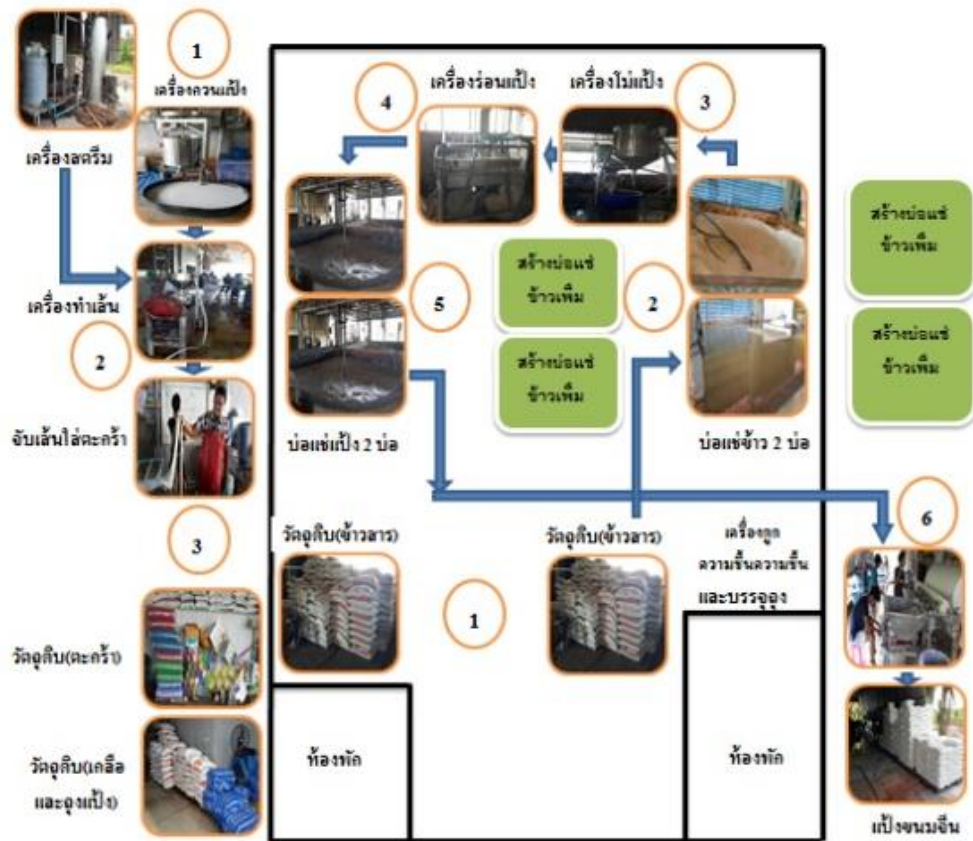 1
เครื่องกวนแป้ง
เครื่องสตรีม
เครื่องทำเส้น
2
จับเส้นใส่ตะกร้า
3
วัตถุดิบ(ตะกร้า)
วัตถุดิบ(เกลือ
และถุงแป้ง)
4
เครื่องร่อนแป้ง
เครื่องโม่แป้ง
3
สร้างบ่อแช่
ข้าวเพิ่ม
5
2
สร้างบ่อแช่
ข้าวเพิ่ม
บ่อแช่แป้ง 2 บ่อ
บ่อแช่ข้าว 2 บ่อ
สร้างบ่อแช่
ข้าวเพิ่ม
สร้างบ่อแช่
ข้าวเพิ่ม
วัตถุดิบ(ข้าวสาร)
1
วัตถุดิบ(ข้าวสาร)
เครื่องดูด
ความชื้นความชื้น
และบรรจุถุง
6
ห้องพัก
ห้องพัก
แป้งขนมจีน